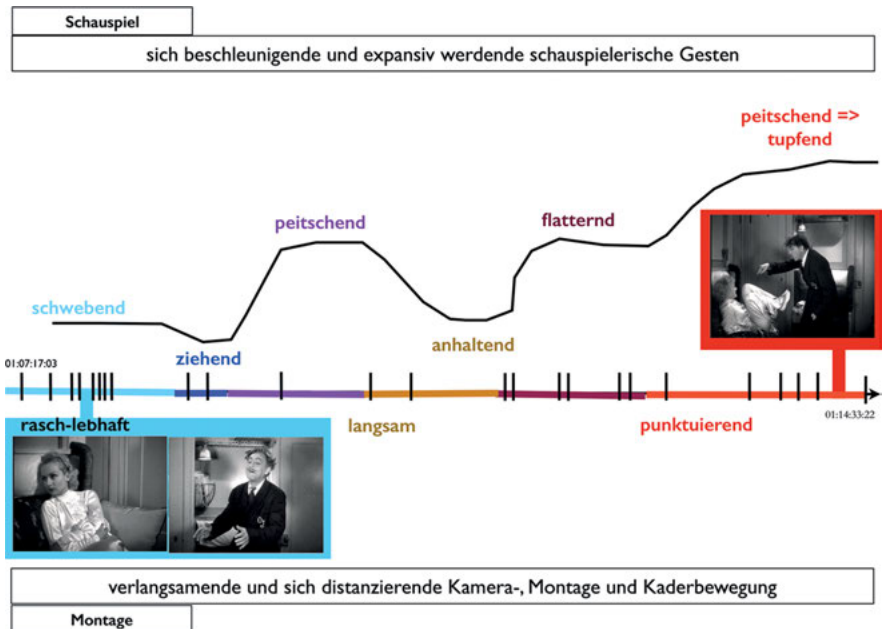 Schauspiel
sich beschleunigende und expansiv werdende schauspielerische Gesten
peitschend =>
tupfend
peitschend
flatternd
schwebend
ziehend
anhaltend
01:07:17:03
01:14:33:22
rasch-lebhaft
langsam
punktuierend
verlangsamende und sich distanzierende Kamera-, Montage und Kaderbewegung
Montage